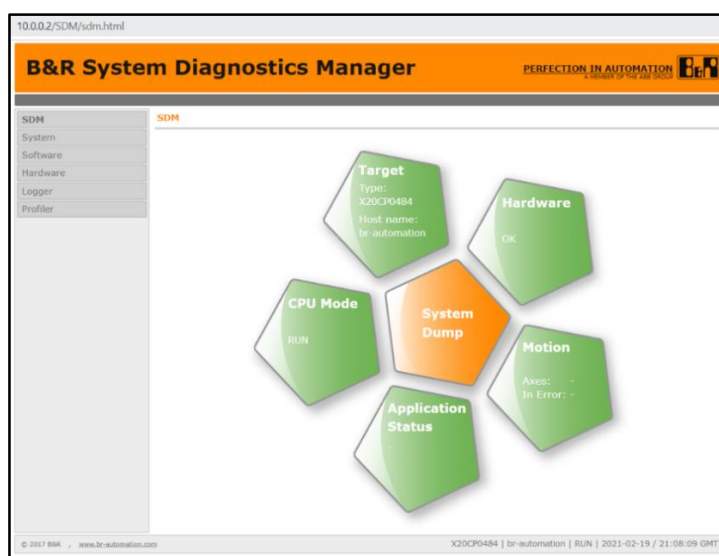 10.0.0.2/SDM/sdm.html
B&R System Diagnostics Manager
PERFECTION IN AUTOMATION
A MEMBER OF THE ABB GROUP
B&R
SDM
System
Software
Hardware
Logger
Profiler
SDM
Target
Type:
X20CP0484
Host name:
br-automation
Hardware
OK
CPU Mode
RUN
System
Dump
Motion
Axes: -
In Error: -
Application
Status
-
© 2017 B&R , www.br-automation.com
X20CP0484 | br-automation | RUN | 2021-02-19 / 21:08:09 GMT